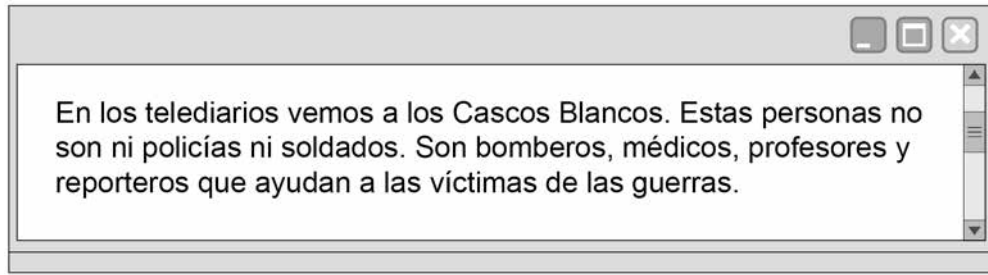 En los telediarios vemos a los Cascos Blancos. Estas personas no
son ni policías ni soldados. Son bomberos, médicos, profesores y
reporteros que ayudan a las víctimas de las guerras.